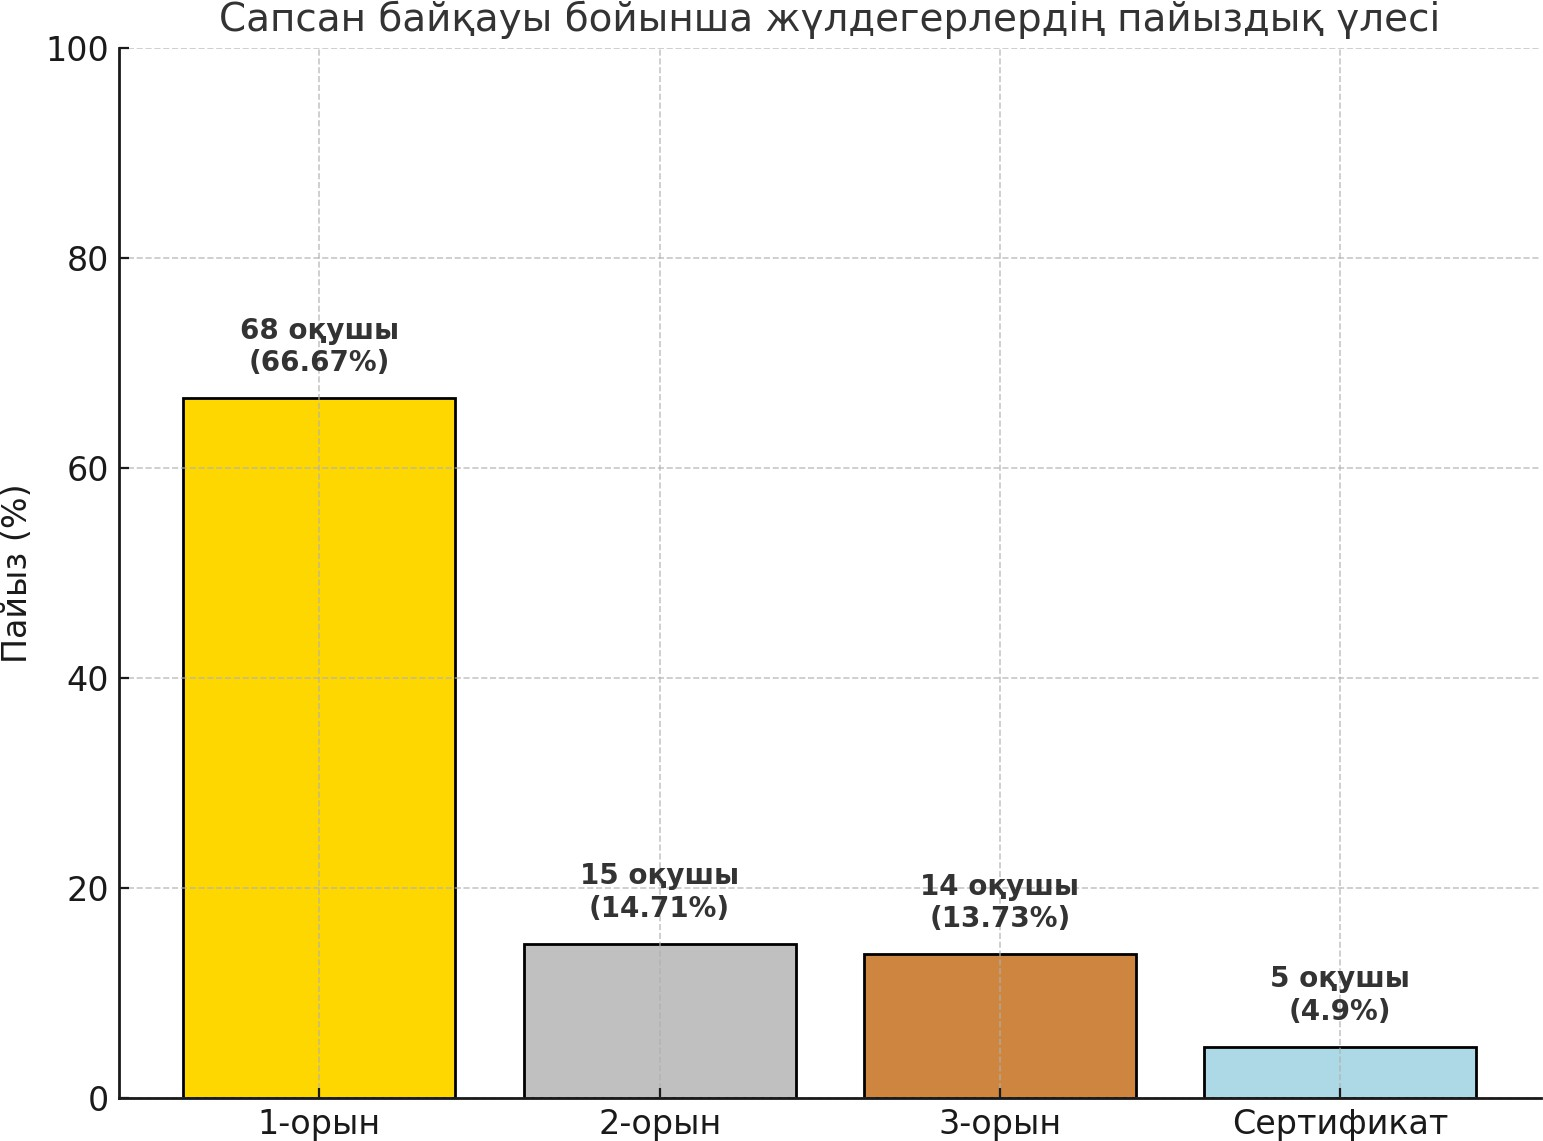 Сапсан байқауы бойынша жүлдегерлердің пайыздық үлесі
100
80
60
40
20
0
Пайыз (%)
68 оқушы
(66.67%)
15 оқушы
(14.71%)
14 оқушы
(13.73%)
5 оқушы
(4.9%)
1-орын
2-орын
3-орын
Сертификат